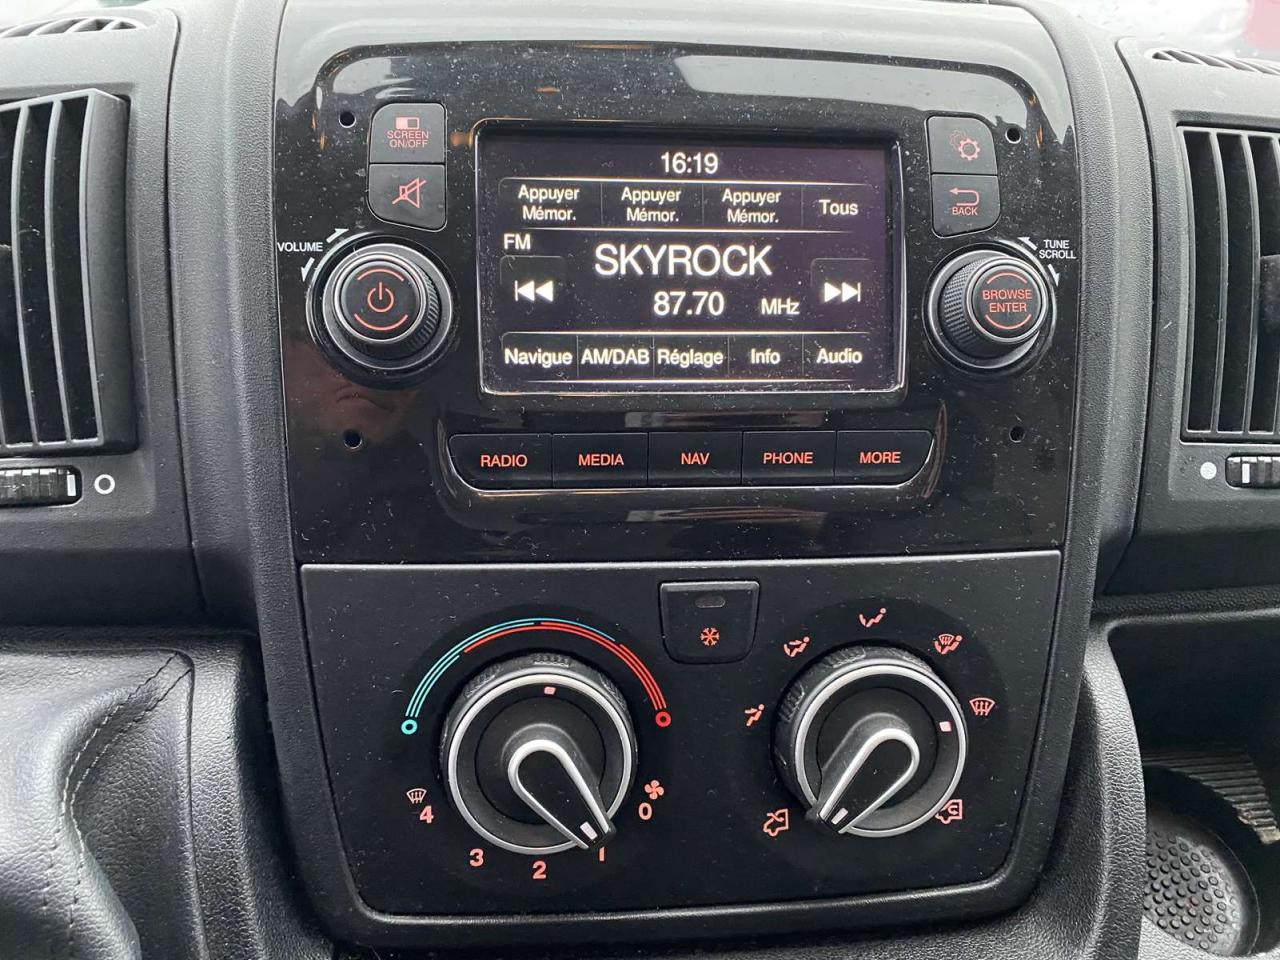 SCREEN
ON/OFF
VOLUME
16:19
Appuyer Appuyer Appuyer Tous
Mémor. Mémor. Mémor.
FM
SKYROCK
87.70 MHz
Navigue AM/DAB Réglage Info Audio
BACK
TUNE
SCROLL
BROWSE
ENTER
RADIO MEDIA NAV PHONE MORE
4 3 2 1 0